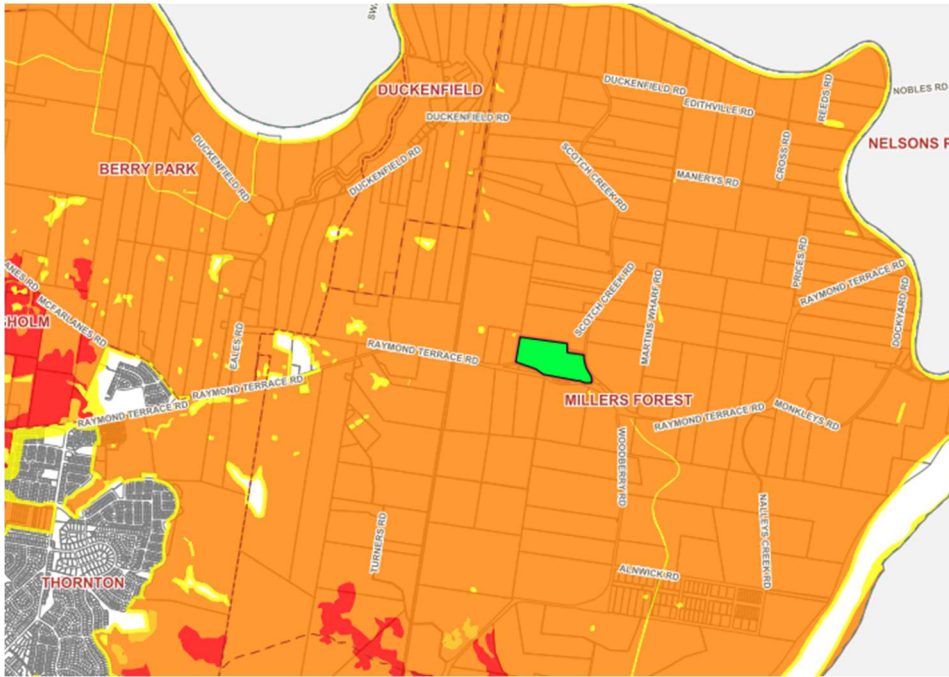 DUCKENFIELD
DUCKENFIELD RD
EDITHVILLE RD
REEDS RD
NOBLES RD
DUCKENFIELD RD
CROSS RD
NELSONS
BERRY PARK
DUCKENFIELD RD
DUCKENFIELD RD
SCOTCH CREEK RD
MANERYS RD
PRICES RD
RAYMOND TERRACE RD
DOCKYARD RD
SCOTCH CREEK RD
MARTINS WHARF RD
MCFARLANES RD
EALES RD
RAYMOND TERRACE RD
RAYMOND TERRACE RD
RAYMOND TERRACE RD
MILLERS FOREST
RAYMOND TERRACE RD
MONKLEYS RD
WOODBERRY RD
NALLEYS CREEK RD
TURNERS RD
ALNWICK RD
THORNTON